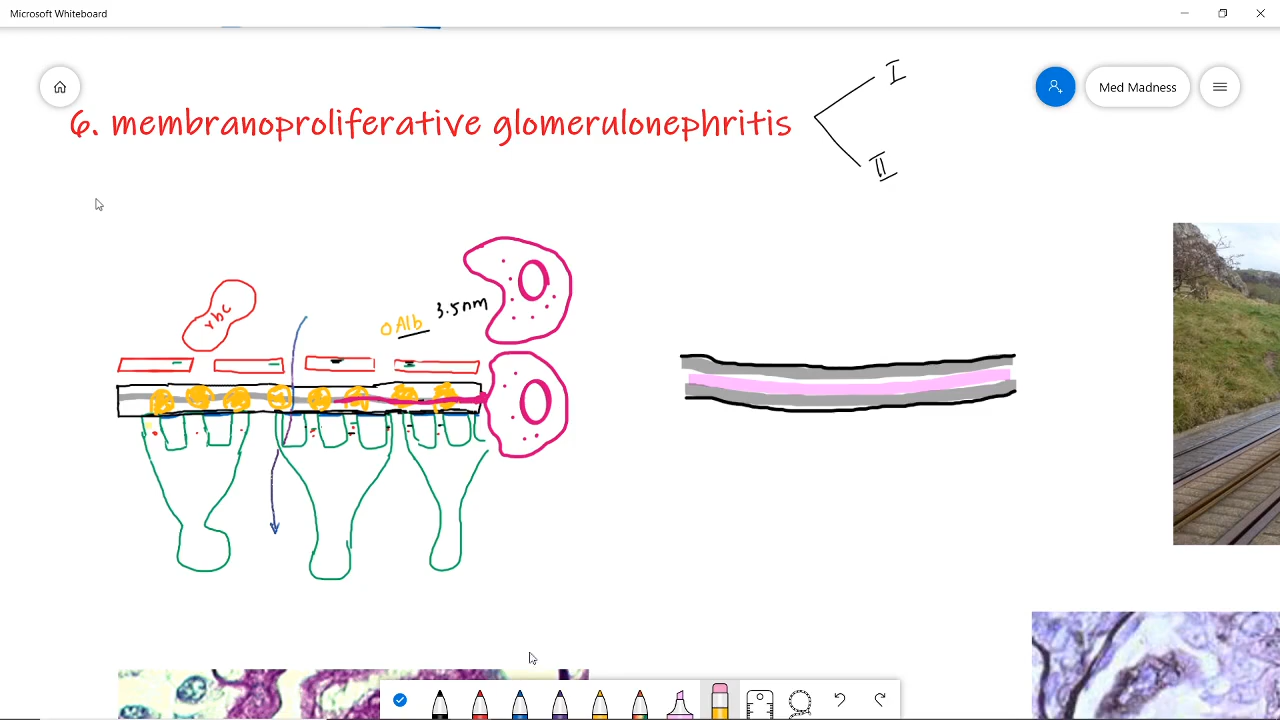 Microsoft Whiteboard
I
Med Madness
6. membranoproliferative glomerulonephritis
II
rbc
Alb
3.5nm